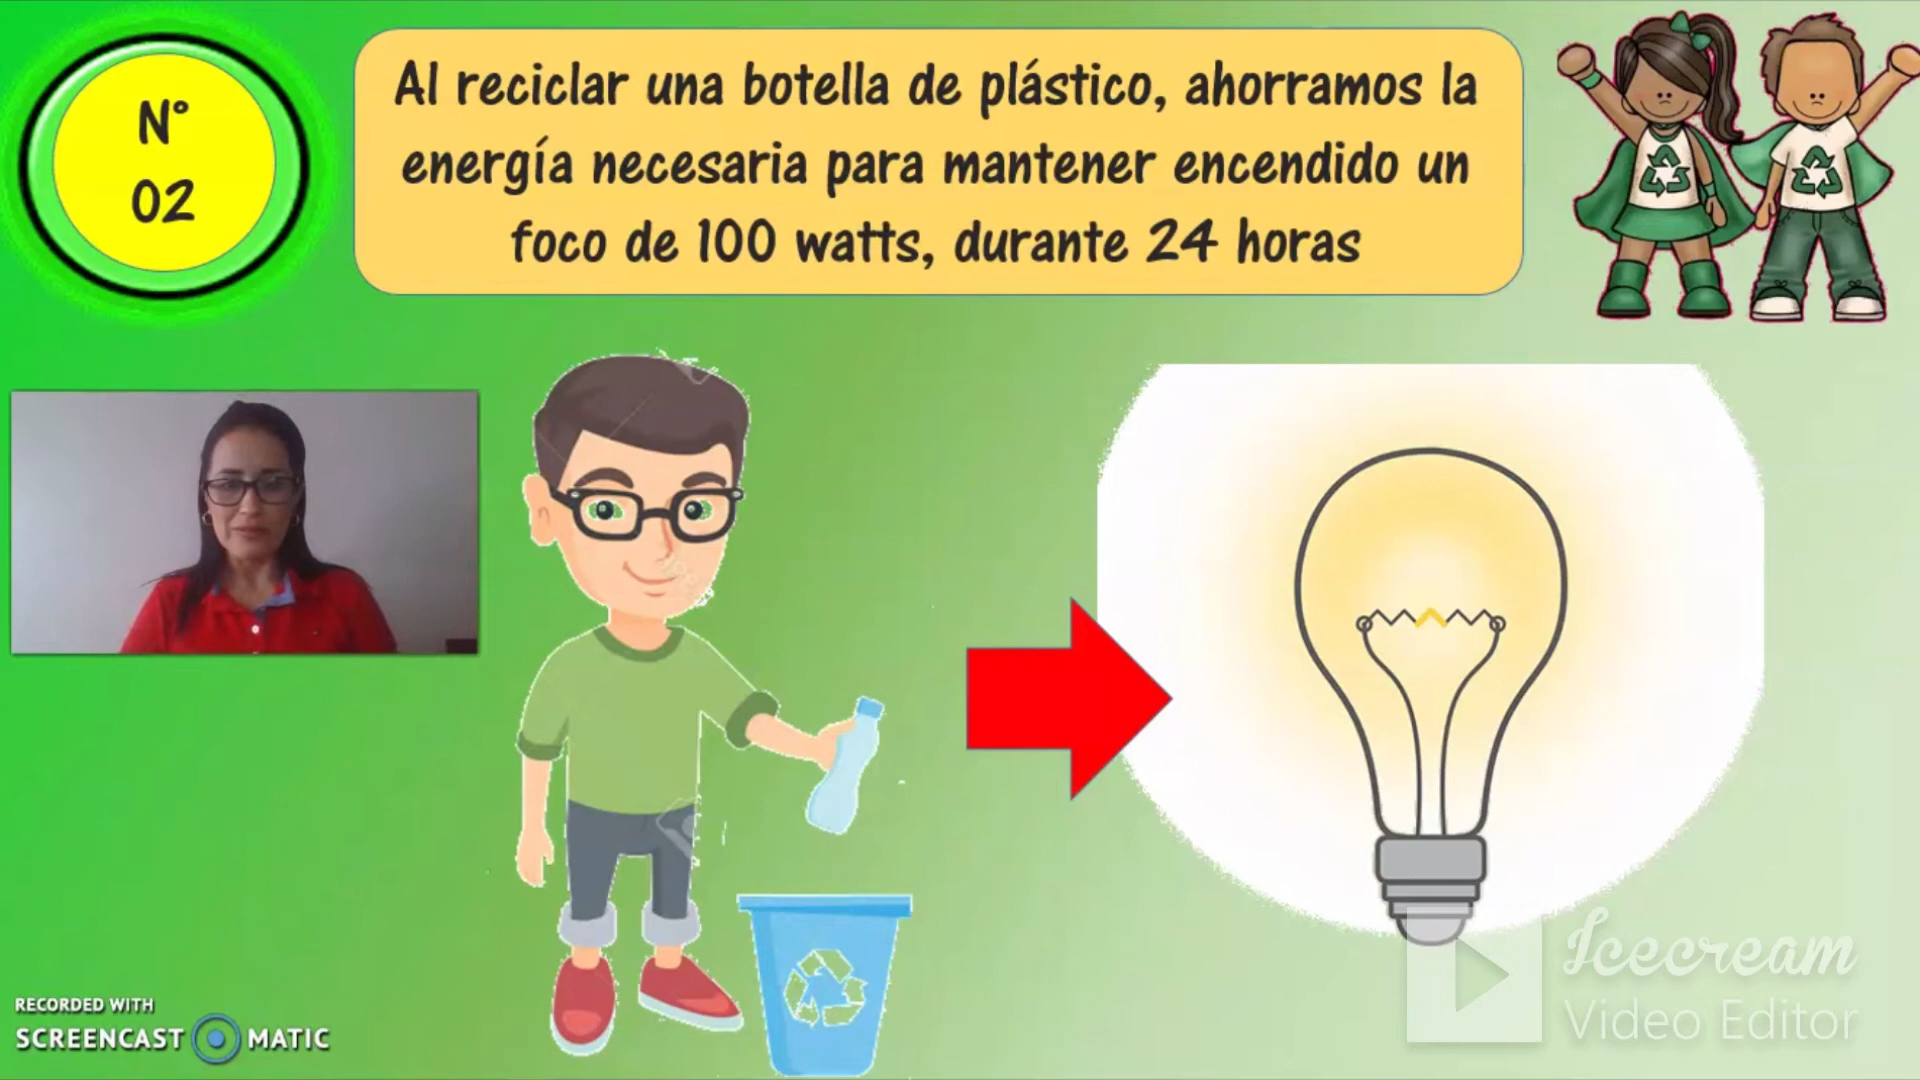 N°
02
Al reciclar una botella de plástico, ahorramos la
energía necesaria para mantener encendido un
foco de 100 watts, durante 24 horas
RECORDED WITH
SCREENCAST MATIC
Icecream
Video Editor